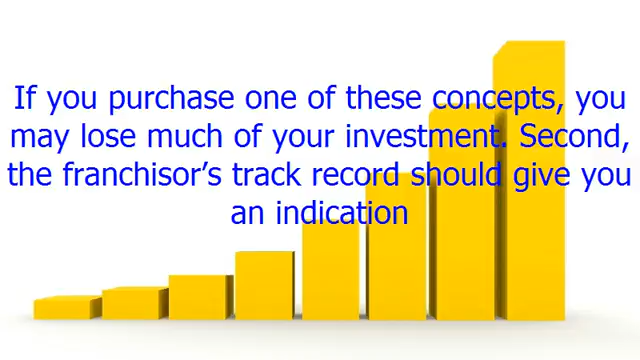 If you purchase one of these concepts, you
may lose much of your investment. Second,
the franchisor’s track record should give you
an indication